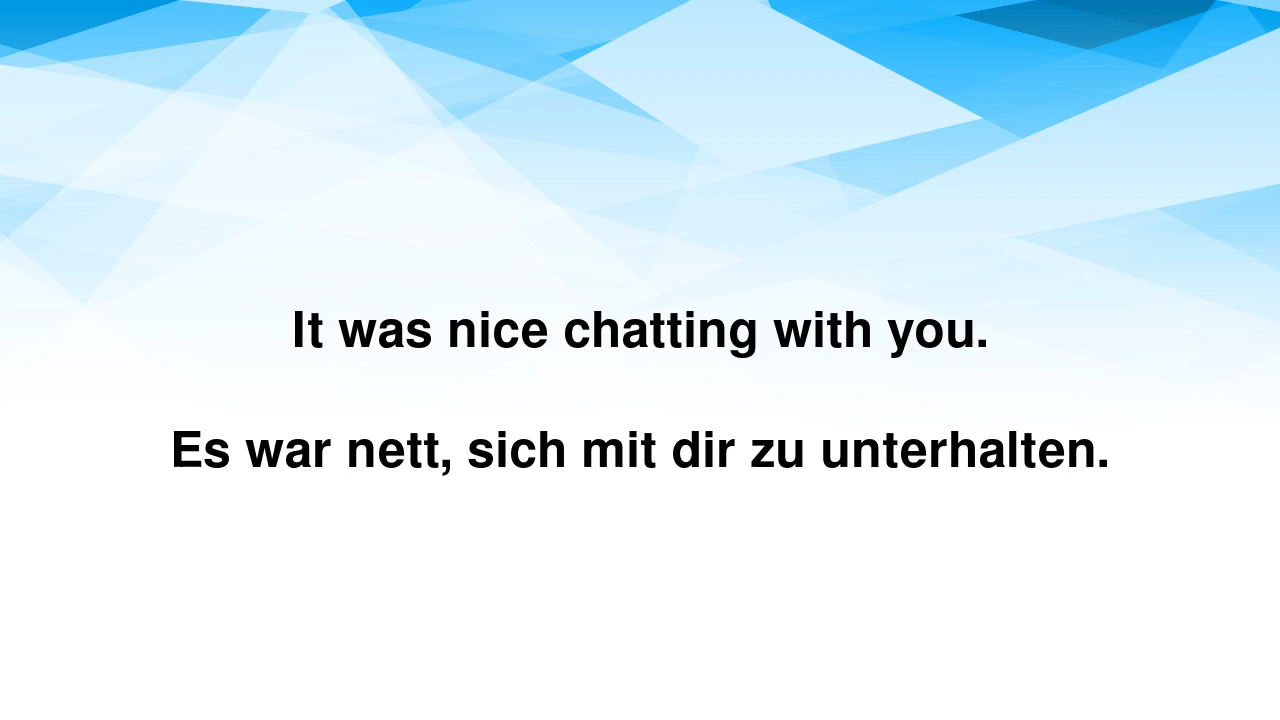 It was nice chatting with you.
Es war nett, sich mit dir zu unterhalten.